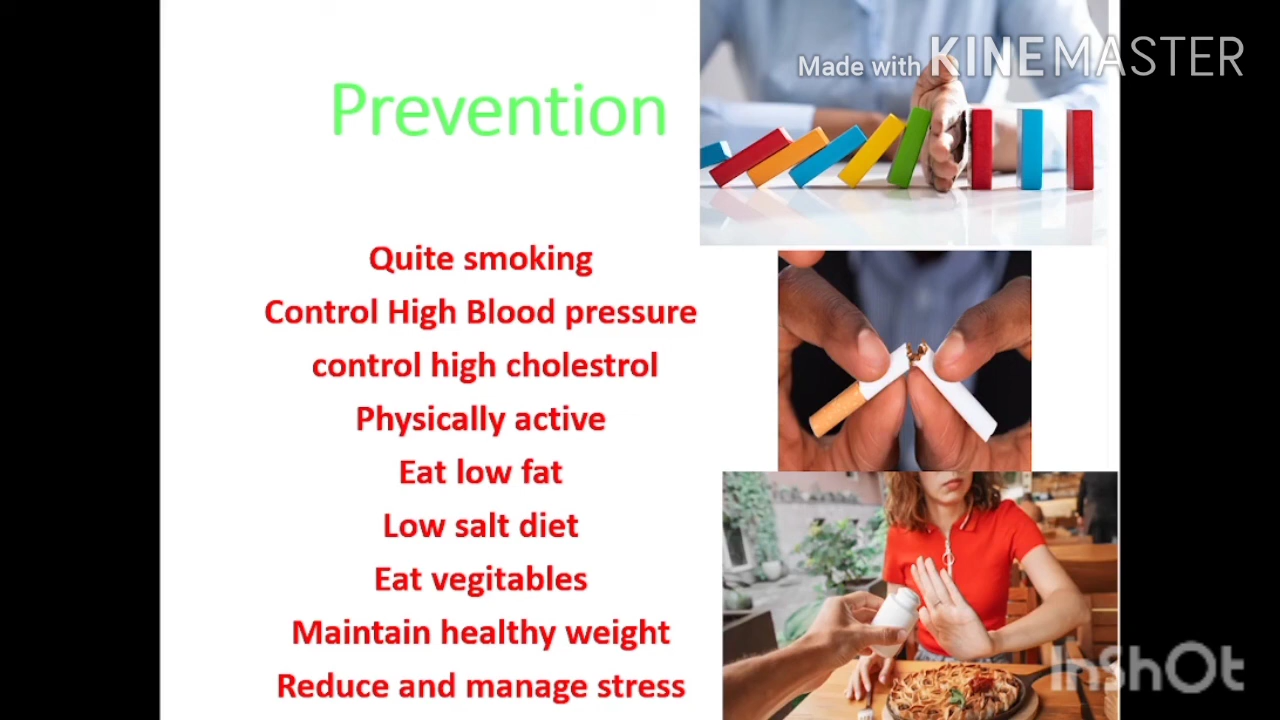 Made with KINEMASTER
Prevention
Quite smoking
Control High Blood pressure
control high cholestrol
Physically active
Eat low fat
Low salt diet
Eat vegitables
Maintain healthy weight
Reduce and manage stress
InShOt